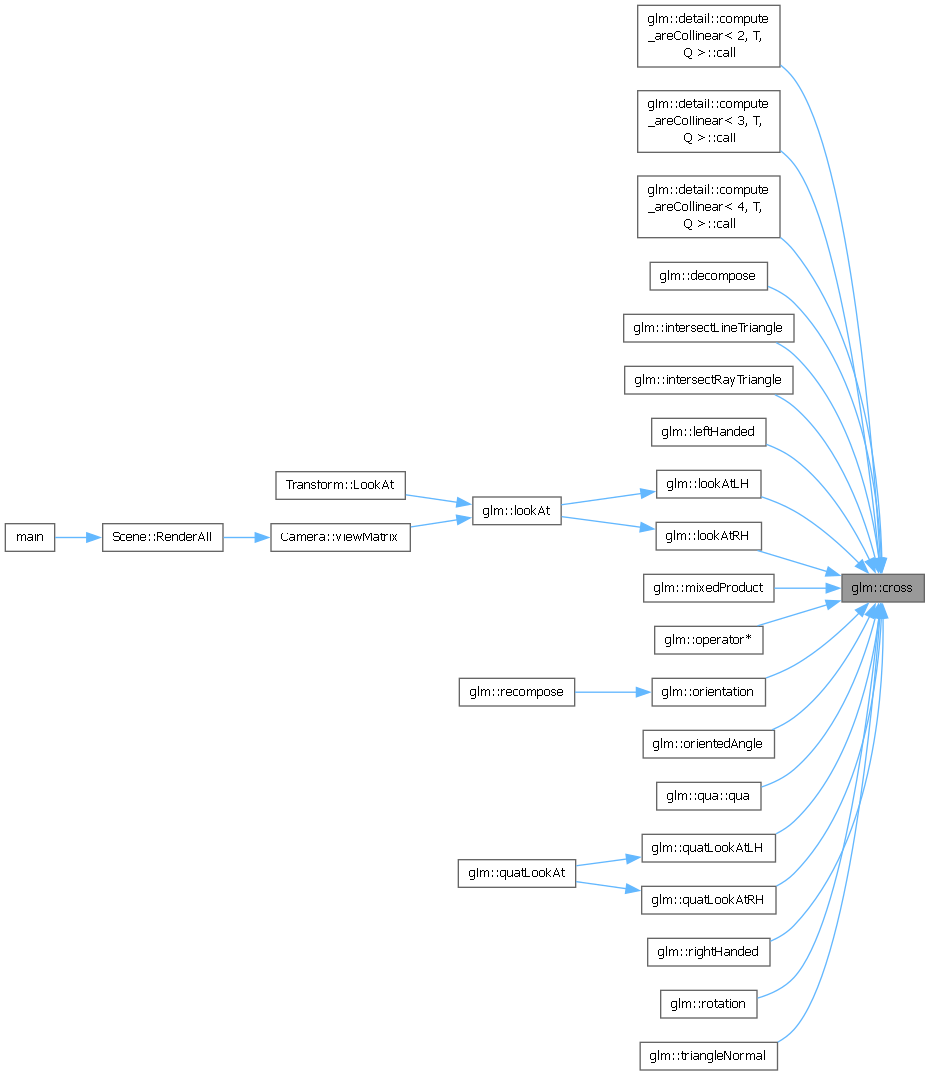 glm::detail::compute
_areCollinear< 2, T,
Q >::call
glm::detail::compute
_areCollinear< 3, T,
Q >::call
glm::detail::compute
_areCollinear< 4, T,
Q >::call
glm::decompose
glm::intersectLineTriangle
glm::intersectRayTriangle
glm::leftHanded
glm::lookAtLH
Transform::LookAt
glm::lookAt
main
Scene::RenderAll
Camera::ViewMatrix
glm::lookAtRH
glm::cross
glm::mixedProduct
glm::operator*
glm::recompose
glm::orientation
glm::orientedAngle
glm::qua::qua
glm::quatLookAtLH
glm::quatLookAt
glm::quatLookAtRH
glm::rightHanded
glm::rotation
glm::triangleNormal